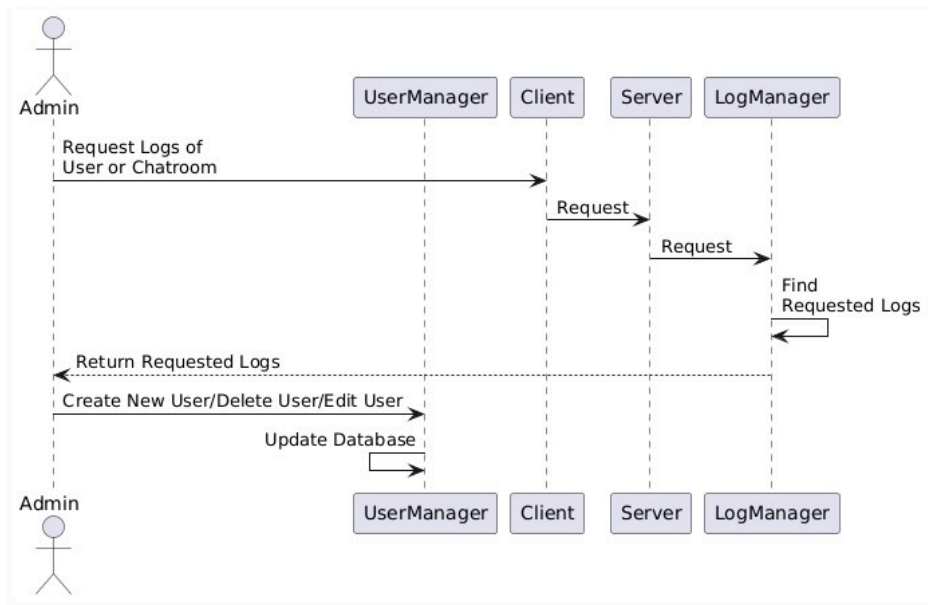 Admin
UserManager
Client
Server
LogManager
Request Logs of
User or Chatroom
Request
Request
Find
Requested Logs
Return Requested Logs
Create New User/Delete User/Edit User
Update Database
Admin
UserManager
Client
Server
LogManager